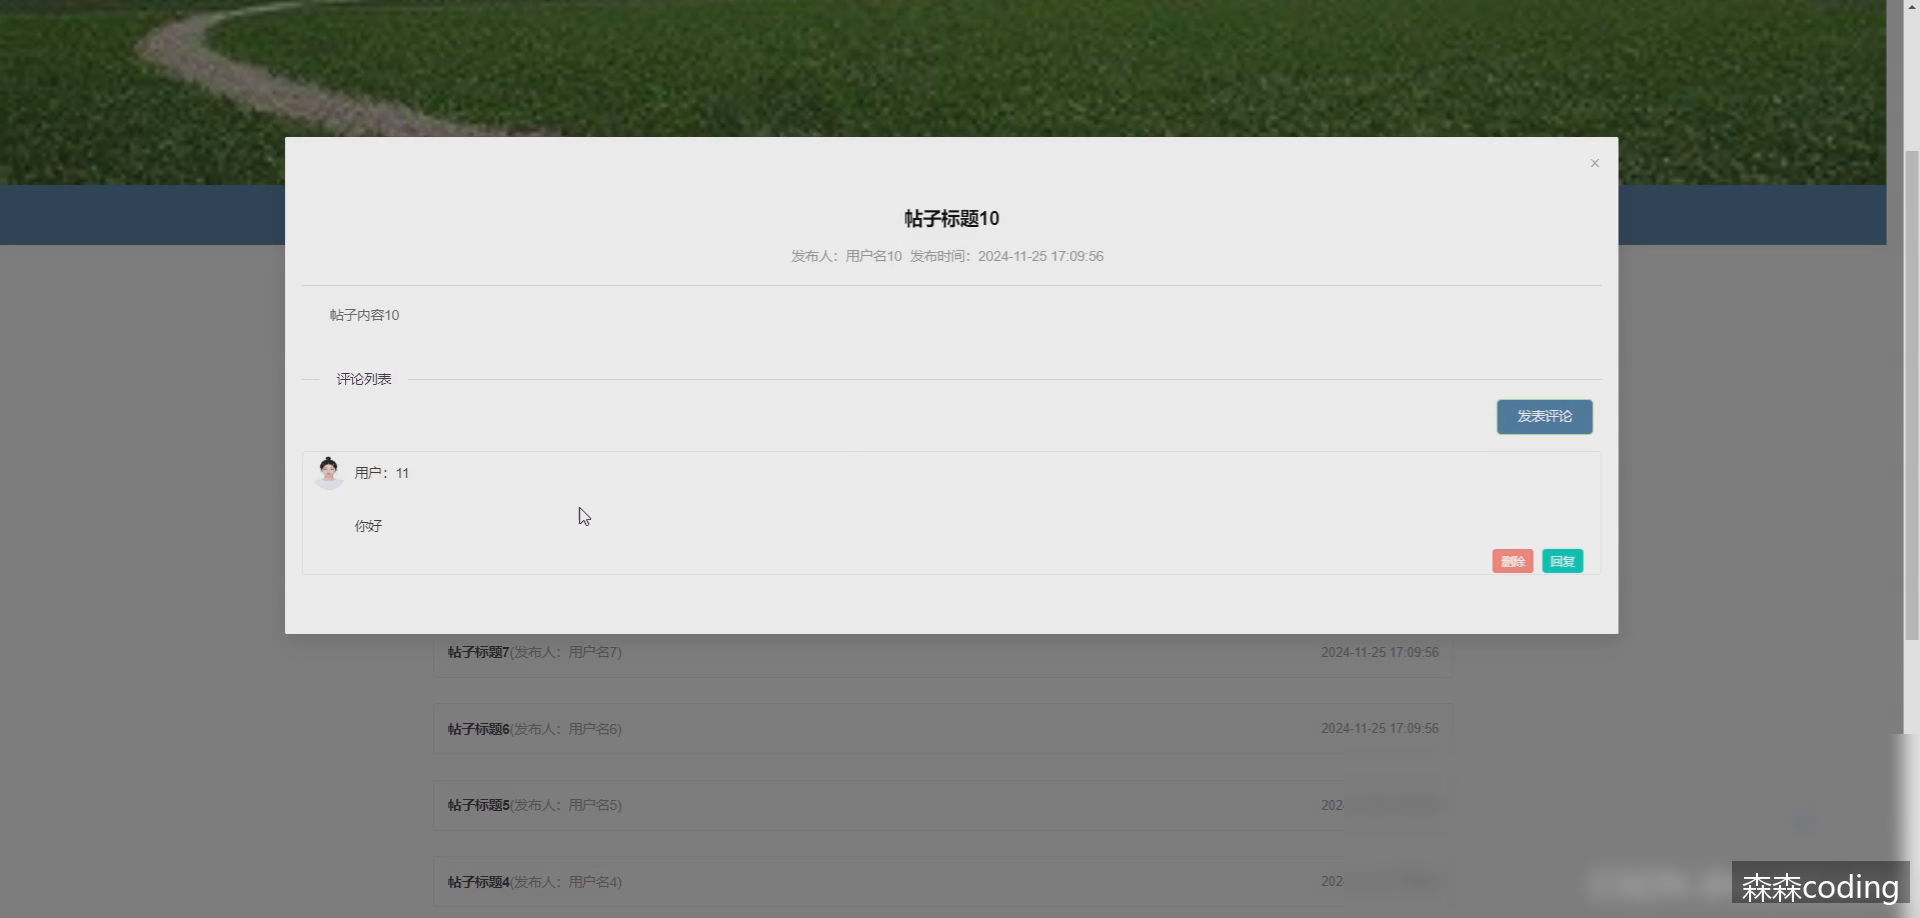 帖子标题10
发布人：用户名10 发布时间：2024-11-25 17:09:56
帖子内容10
评论列表
发表评论
用户：11
你好
删除 回复
帖子标题7(发布人：用户名7) 2024-11-25 17:09:56
帖子标题6(发布人：用户名6) 2024-11-25 17:09:56
帖子标题5(发布人：用户名5) 202
帖子标题4(发布人：用户名4) 202
森森coding